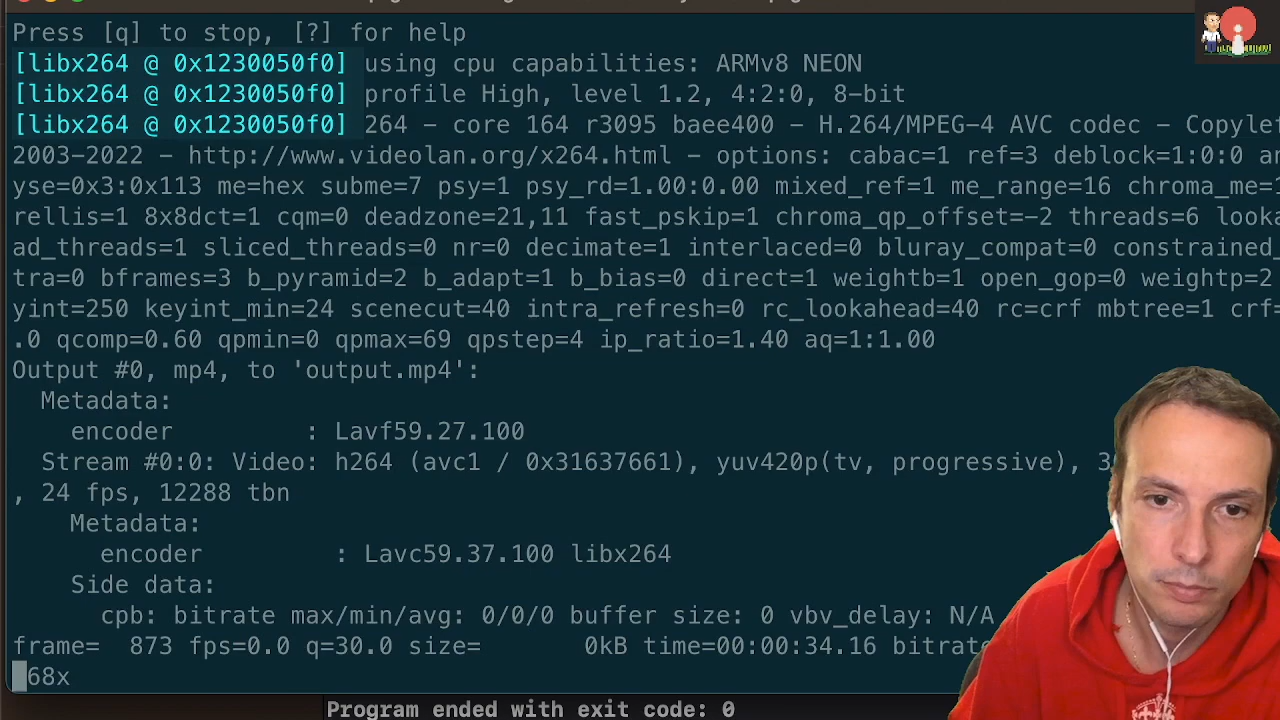 Press [q] to stop, [?] for help
[libx264 @ 0x1230050f0] using cpu capabilities: ARMv8 NEON
[libx264 @ 0x1230050f0] profile High, level 1.2, 4:2:0, 8-bit
[libx264 @ 0x1230050f0] 264 - core 164 r3095 baee400 - H.264/MPEG-4 AVC codec - Copylef
2003-2022 - http://www.videolan.org/x264.html - options: cabac=1 ref=3 deblock=1:0:0 an
yse=0x3:0x113 me=hex subme=7 psy=1 psy_rd=1.00:0.00 mixed_ref=1 me_range=16 chroma_me=1
rellis=1 8x8dct=1 cqm=0 deadzone=21,11 fast_pskip=1 chroma_qp_offset=-2 threads=6 looka
ad_threads=1 sliced_threads=0 nr=0 decimate=1 interlaced=0 bluray_compat=0 constrained_
tra=0 bframes=3 b_pyramid=2 b_adapt=1 b_bias=0 direct=1 weightb=1 open_gop=0 weightp=2
yint=250 keyint_min=24 scenecut=40 intra_refresh=0 rc_lookahead=40 rc=crf mbtree=1 crf=
.0 qcomp=0.60 qpmin=0 qpmax=69 qpstep=4 ip_ratio=1.40 aq=1:1.00
Output #0, mp4, to 'output.mp4':
Metadata:
encoder : Lavf59.27.100
Stream #0:0: Video: h264 (avc1 / 0x31637661), yuv420p(tv, progressive), 3
, 24 fps, 12288 tbn
Metadata:
encoder : Lavc59.37.100 libx264
Side data:
cpb: bitrate max/min/avg: 0/0/0 buffer size: 0 vbv_delay: N/A
frame= 873 fps=0.0 q=30.0 size= 0kB time=00:00:34.16 bitrate
68x
Program ended with exit code: 0